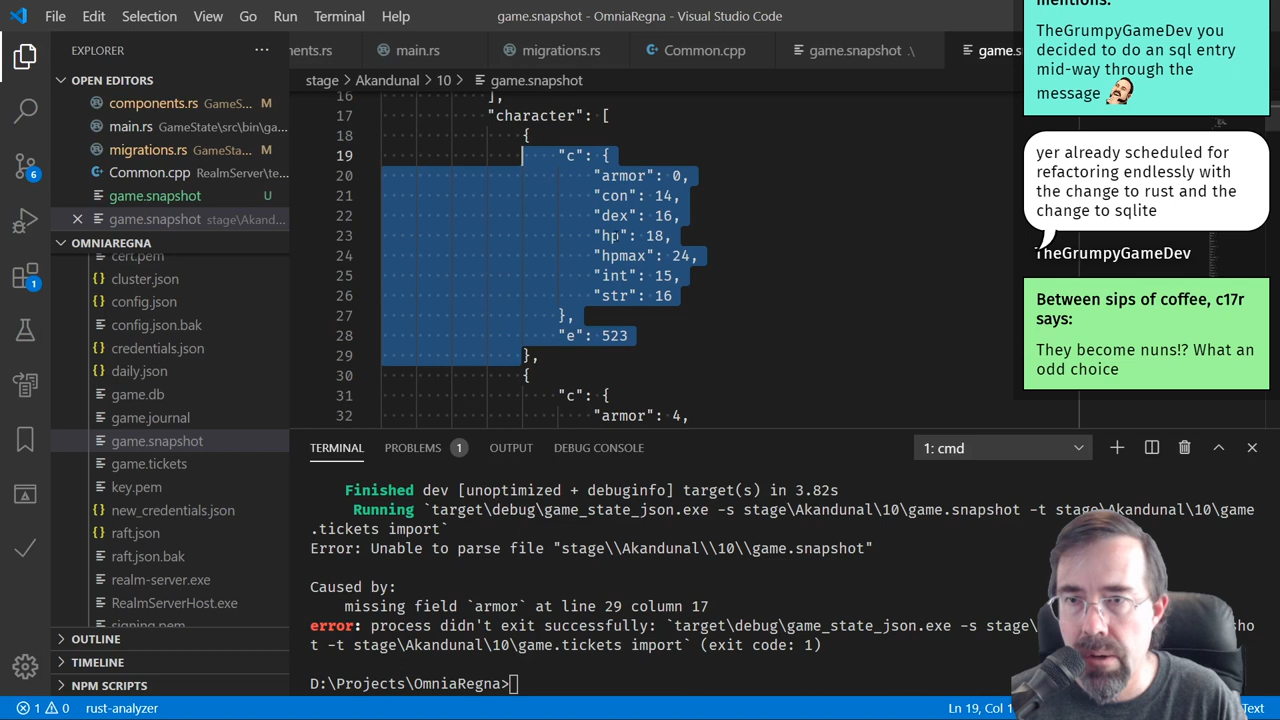 File Edit Selection View Go Run Terminal Help
game.snapshot - OmniaRegna - Visual Studio Code
EXPLORER
OPEN EDITORS
components.rs GameS... M
main.rs GameState\src\bin\ga...
migrations.rs GameSta... M
Common.cpp RealmServer\te...
game.snapshot U
game.snapshot stage\Akand...
OMNIAREGNA
cert.pem
cluster.json
config.json
config.json.bak
credentials.json
daily.json
game.db
game.journal
game.snapshot
game.tickets
key.pem
new_credentials.json
raft.json
raft.json.bak
realm-server.exe
RealmServerHost.exe
signing.pem
OUTLINE
TIMELINE
NPM SCRIPTS
6
1
nents.rs main.rs migrations.rs Common.cpp game.snapshot .\ game.s
stage > Akandunal > 10 > game.snapshot
16 ],
17 "character": [
18 {
19 "c": {
20 "armor": 0,
21 "con": 14,
22 "dex": 16,
23 "hp": 18,
24 "hpmax": 24,
25 "int": 15,
26 "str": 16
27 },
28 "e": 523
29 },
30 {
31 "c": {
32 "armor": 4,
TERMINAL PROBLEMS 1 OUTPUT DEBUG CONSOLE 1: cmd
Finished dev [unoptimized + debuginfo] target(s) in 3.82s
Running `target\debug\game_state_json.exe -s stage\Akandunal\10\game.snapshot -t stage\Akandunal\10\game
.tickets import`
Error: Unable to parse file "stage\\Akandunal\\10\\game.snapshot"
Caused by:
missing field `armor` at line 29 column 17
error: process didn't exit successfully: `target\debug\game_state_json.exe -s stage\
t -t stage\Akandunal\10\game.tickets import` (exit code: 1)
D:\Projects\OmniaRegna>
mentions:
TheGrumpyGameDev you
decided to do an sql entry
mid-way through the
message
yer already scheduled for
refactoring endlessly with
the change to rust and the
change to sqlite
TheGrumpyGameDev
Between sips of coffee, c17r
says:
They become nuns!? What an
odd choice
1 0 rust-analyzer Ln 19, Col 1 Text